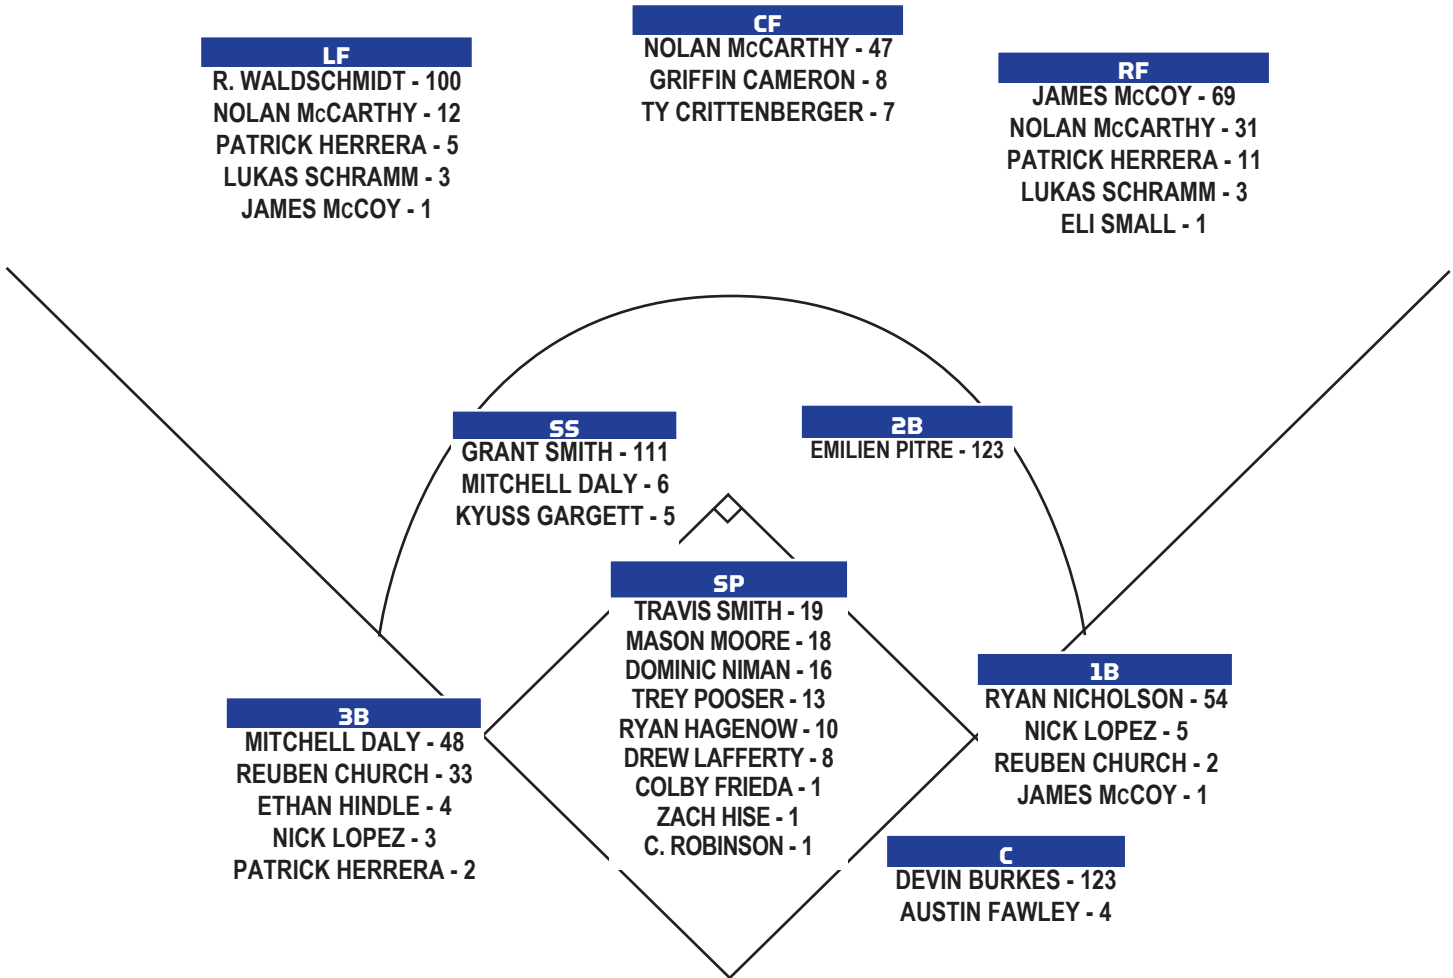 LF
R. WALDSCHMIDT - 100
NOLAN McCARTHY - 12
PATRICK HERRERA - 5
LUKAS SCHRAMM - 3
JAMES McCOY - 1
CF
NOLAN McCARTHY - 47
GRIFFIN CAMERON - 8
TY CRITTENBERGER - 7
RF
JAMES McCOY - 69
NOLAN McCARTHY - 31
PATRICK HERRERA - 11
LUKAS SCHRAMM - 3
ELI SMALL - 1
SS
GRANT SMITH - 111
MITCHELL DALY - 6
KYUSS GARGETT - 5
2B
EMILIEN PITRE - 123
SP
TRAVIS SMITH - 19
MASON MOORE - 18
DOMINIC NIMAN - 16
TREY POOSER - 13
RYAN HAGENOW - 10
DREW LAFFERTY - 8
COLBY FRIEDA - 1
ZACH HISE - 1
C. ROBINSON - 1
3B
MITCHELL DALY - 48
REUBEN CHURCH - 33
ETHAN HINDLE - 4
NICK LOPEZ - 3
PATRICK HERRERA - 2
1B
RYAN NICHOLSON - 54
NICK LOPEZ - 5
REUBEN CHURCH - 2
JAMES McCOY - 1
C
DEVIN BURKES - 123
AUSTIN FAWLEY - 4